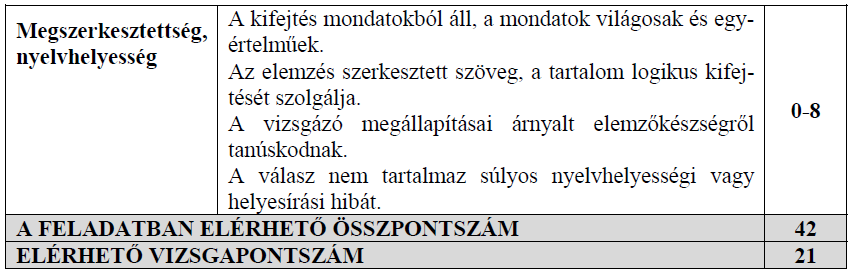 Megszerkesztettség,
nyelvhelyesség
A kifejtés mondatokból áll, a mondatok világosak és egy-
értelműek.
Az elemzés szerkesztett szöveg, a tartalom logikus kifej-
tését szolgálja.
A vizsgázó megállapításai árnyalt elemzőkészségről
tanúskodnak.
A válasz nem tartalmaz súlyos nyelvhelyességi vagy
helyesírási hibát.
0-8
A FELADATBAN ELÉRHETŐ ÖSSZPONTSZÁM 42
ELÉRHETŐ VIZSGAPONTSZÁM 21